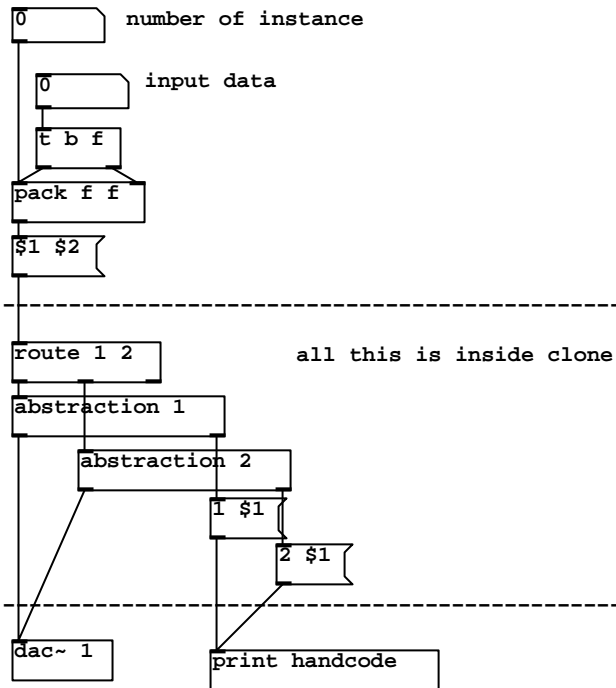 0
number of instance
0
input data
t b f
pack f f
$1 $2
route 1 2
all this is inside clone
abstraction 1
abstraction 2
1 $1
2 $1
dac~ 1
print handcode